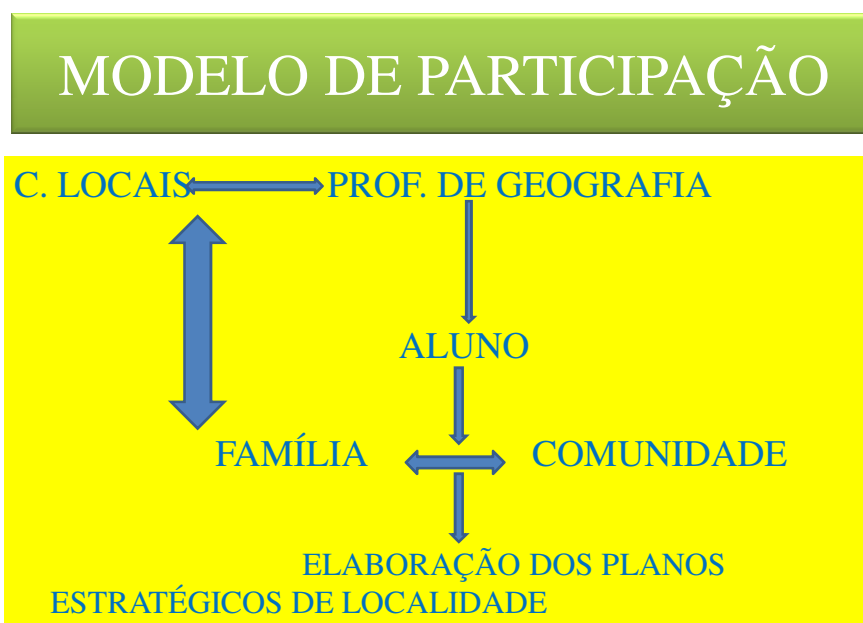 MODELO DE PARTICIPAÇÃO
C. LOCAIS PROF. DE GEOGRAFIA
ALUNO
FAMÍLIA COMUNIDADE
ELABORAÇÃO DOS PLANOS
ESTRATÉGICOS DE LOCALIDADE